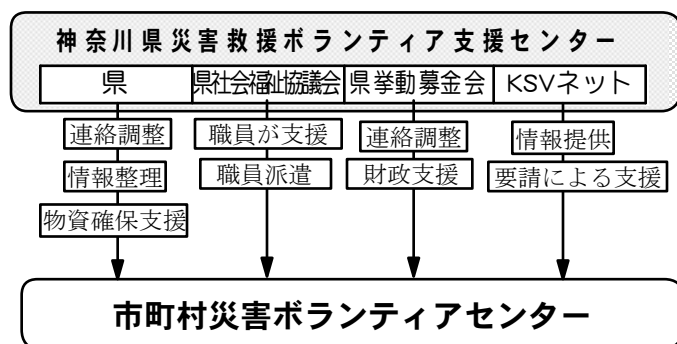 神奈川県災害救援ボランティア支援センター
県 県社会福祉協議会 県挙動募金会 KSVネット
連絡調整 職員が支援 連絡調整 情報提供
情報整理 職員派遣 財政支援 要請による支援
物資確保支援
市町村災害ボランティアセンター